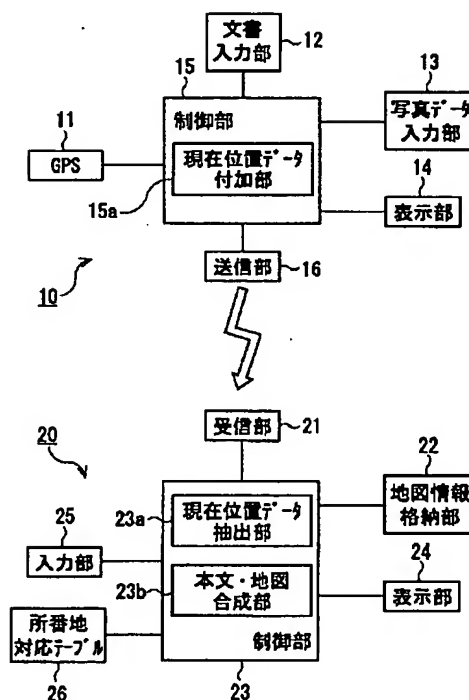 文書
入力部
12
15
制御部
13
写真データ
入力部
11
GPS
現在位置データ
付加部
15a
14
表示部
送信部
16
10
受信部
21
20
22
地図情報
格納部
23a
現在位置データ
抽出部
25
入力部
23b
本文・地図
合成部
24
表示部
所番地
対応テーブル
26
制御部
23